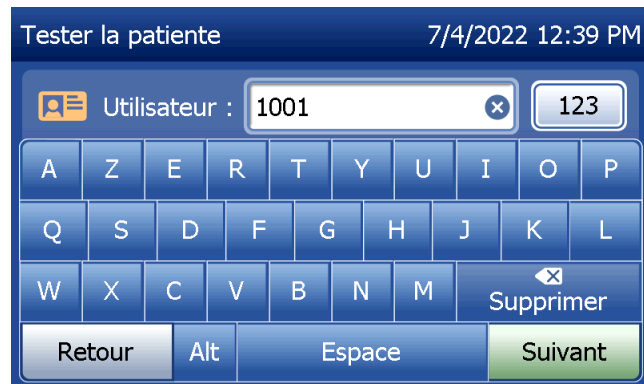 Tester la patiente 7/4/2022 12:39 PM
Utilisateur : 1001 123
A Z E R T Y U I O P
Q S D F G H J K L
W X C V B N M Supprimer
Retour Alt Espace Suivant